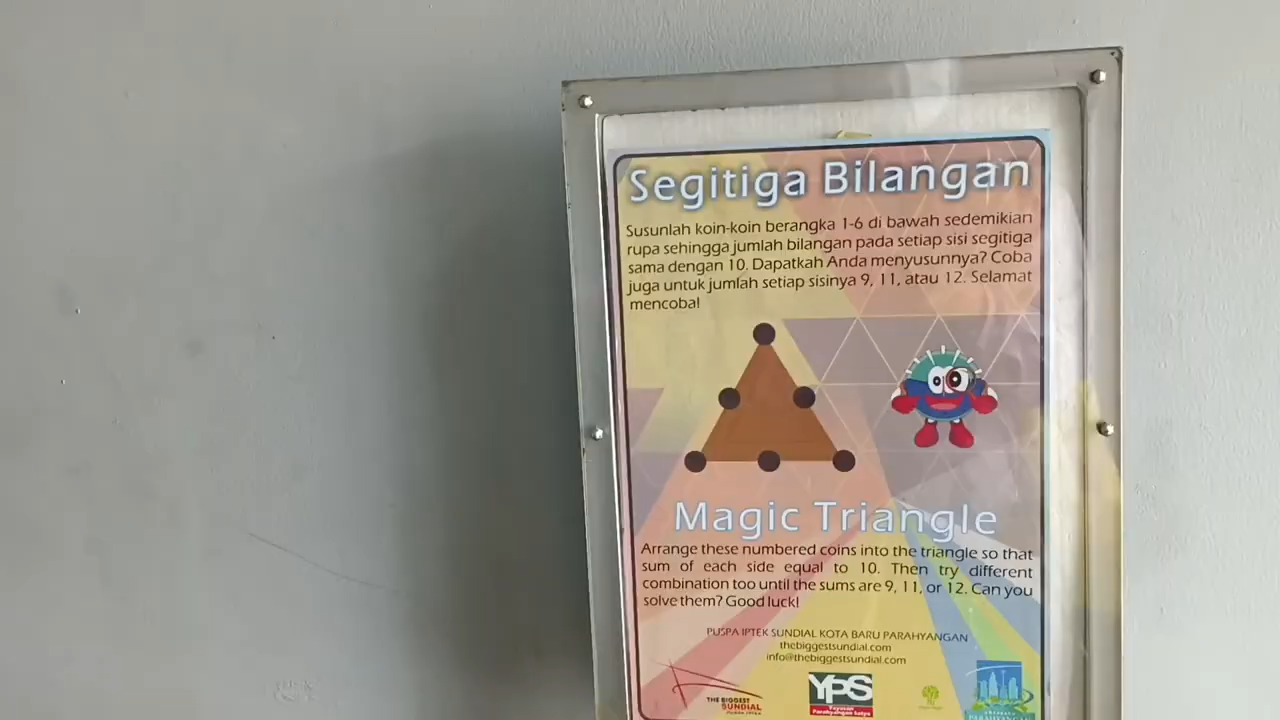 Segitiga Bilangan
Susunlah koin-koin berangka 1-6 di bawah sedemikian
rupa sehingga jumlah bilangan pada setiap sisi segitiga
sama dengan 10. Dapatkah Anda menyusunnya? Coba
juga untuk jumlah setiap sisinya 9, 11, atau 12. Selamat
mencoba!
Magic Triangle
Arrange these numbered coins into the triangle so that
sum of each side equal to 10. Then try different
combination too until the sums are 9, 11, or 12. Can you
solve them? Good luck!
PUSPA IPTEK SUNDIAL KOTA BARU PARAHYANGAN
thebiggestsundial.com
info@thebiggestsundial.com
THE BIGGEST
SUNDIAL
YPS
Yayasan
Parahyangan Satya
PARAHYANGAN